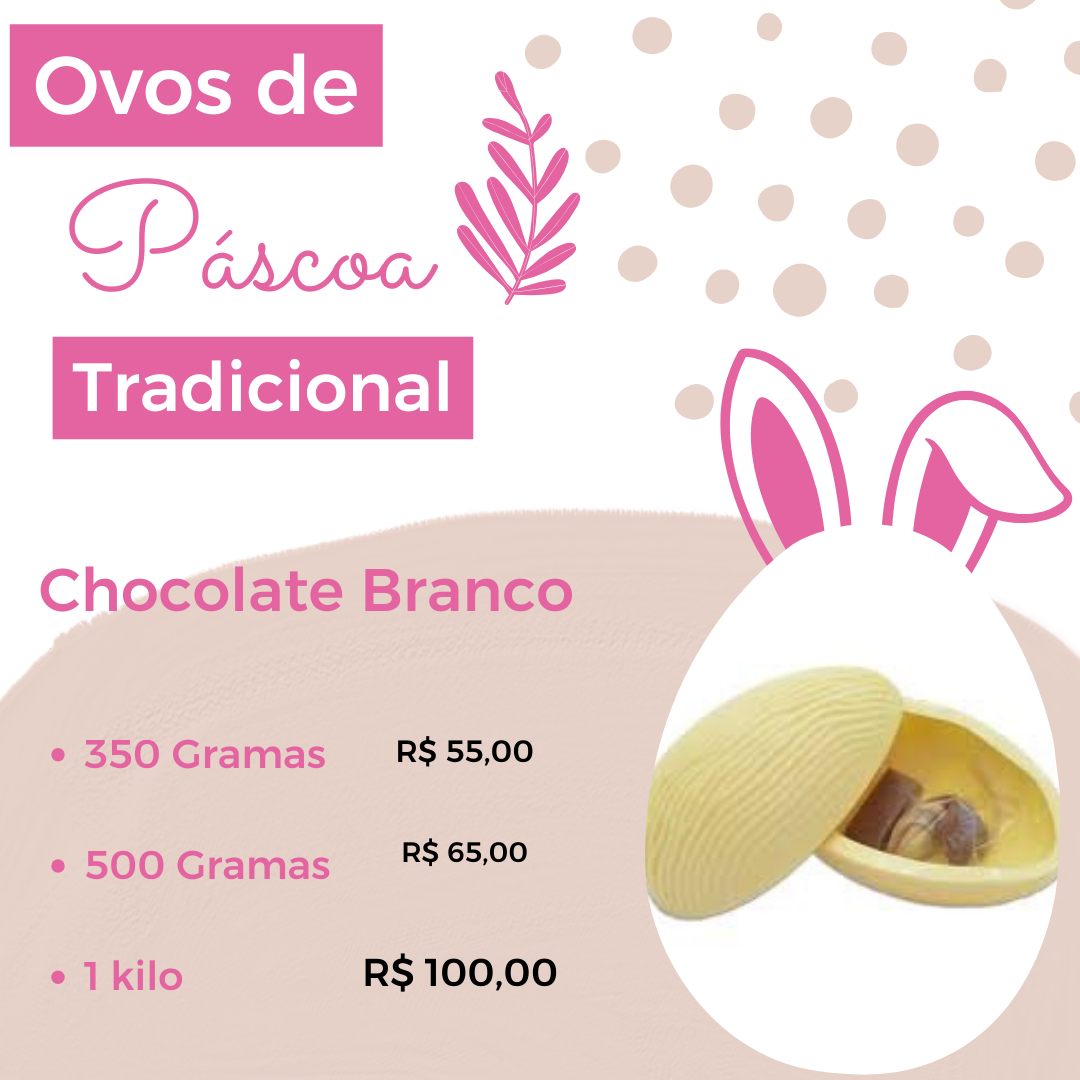 Ovos de
Páscoa
Tradicional
Chocolate Branco
• 350 Gramas R$ 55,00
• 500 Gramas R$ 65,00
• 1 kilo R$ 100,00